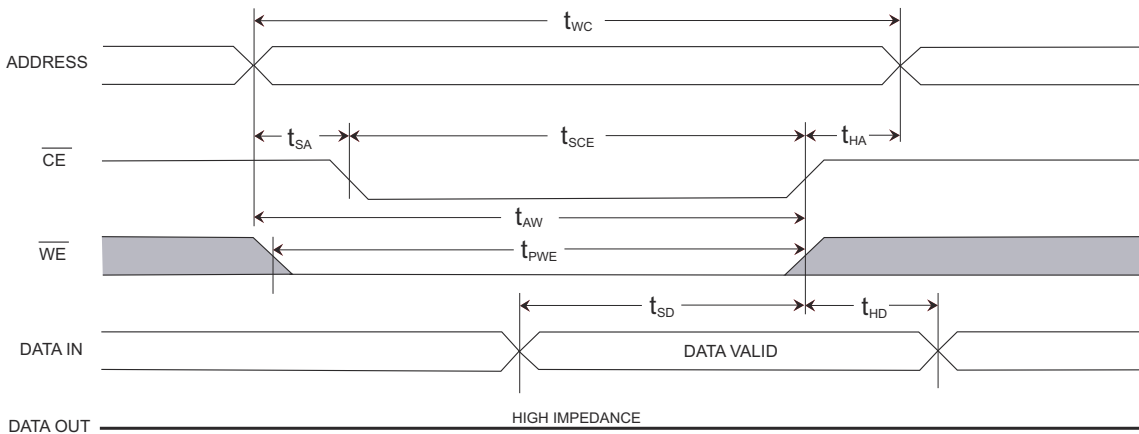 tWC
ADDRESS
tSA tSCE tHA
CE
tAW
WE
tPWE
tSD tHD
DATA IN
DATA VALID
HIGH IMPEDANCE
DATA OUT